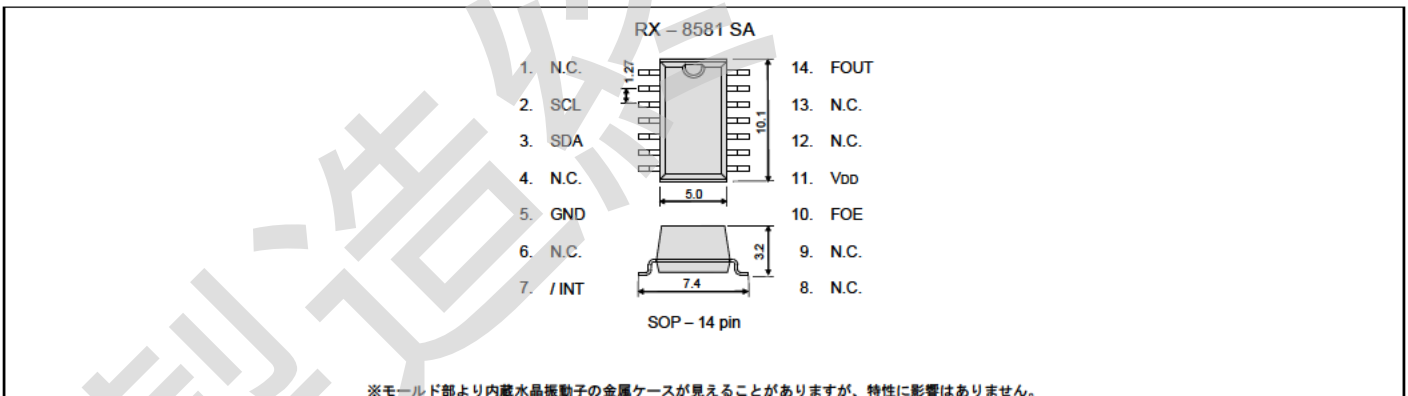 RX – 8581 SA
1. N.C.
2. SCL
3. SDA
4. N.C.
5. GND
6. N.C.
7. / INT
1.27
10.1
5.0
3.2
7.4
14. FOUT
13. N.C.
12. N.C.
11. VDD
10. FOE
9. N.C.
8. N.C.
SOP – 14 pin
※モールド部より内蔵水晶振動子の金属ケースが見えることがありますが、特性に影響はありません。
製造終